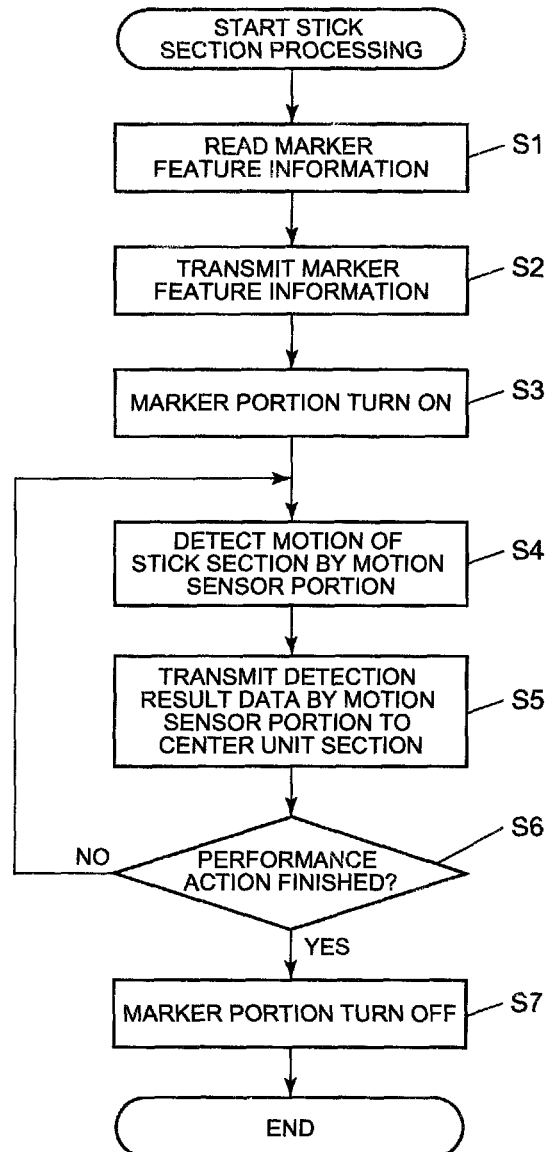 START STICK
SECTION PROCESSING
READ MARKER
FEATURE INFORMATION
S1
TRANSMIT MARKER
FEATURE INFORMATION
S2
MARKER PORTION TURN ON
S3
DETECT MOTION OF
STICK SECTION BY MOTION
SENSOR PORTION
S4
TRANSMIT DETECTION
RESULT DATA BY MOTION
SENSOR PORTION TO
CENTER UNIT SECTION
S5
PERFORMANCE
ACTION FINISHED?
S6
NO
YES
MARKER PORTION TURN OFF
S7
END